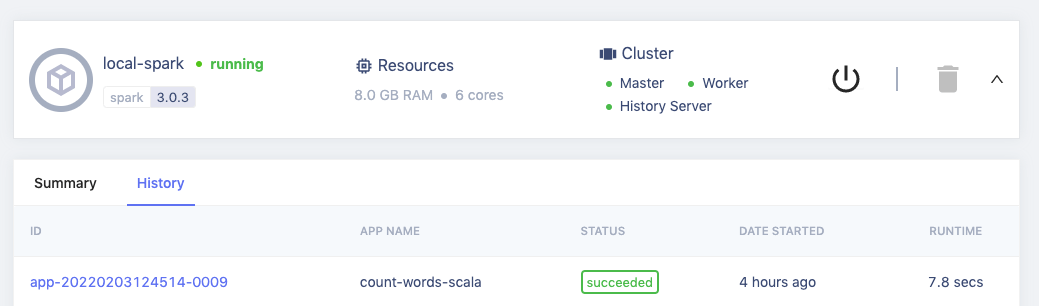 local-spark • running
spark 3.0.3
Resources
8.0 GB RAM • 6 cores
Cluster
• Master • Worker
• History Server
Summary History
ID APP NAME STATUS DATE STARTED RUNTIME
app-20220203124514-0009 count-words-scala succeeded 4 hours ago 7.8 secs